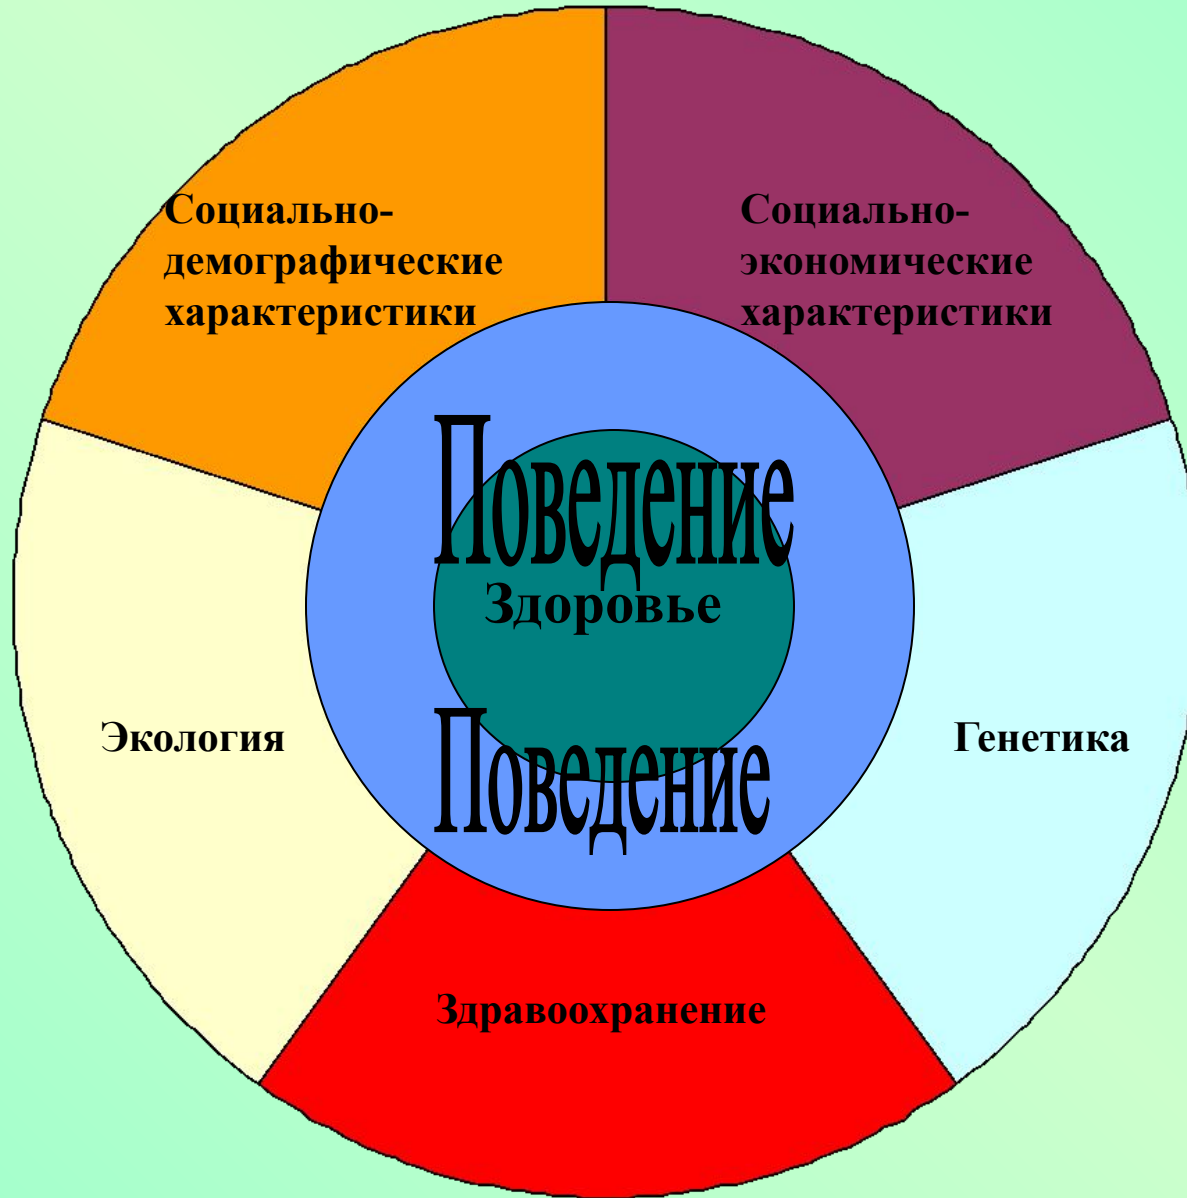 Социально-
демографические
характеристики
Социально-
экономические
характеристики
Поведение
Здоровье
Поведение
Экология
Генетика
Здравоохранение